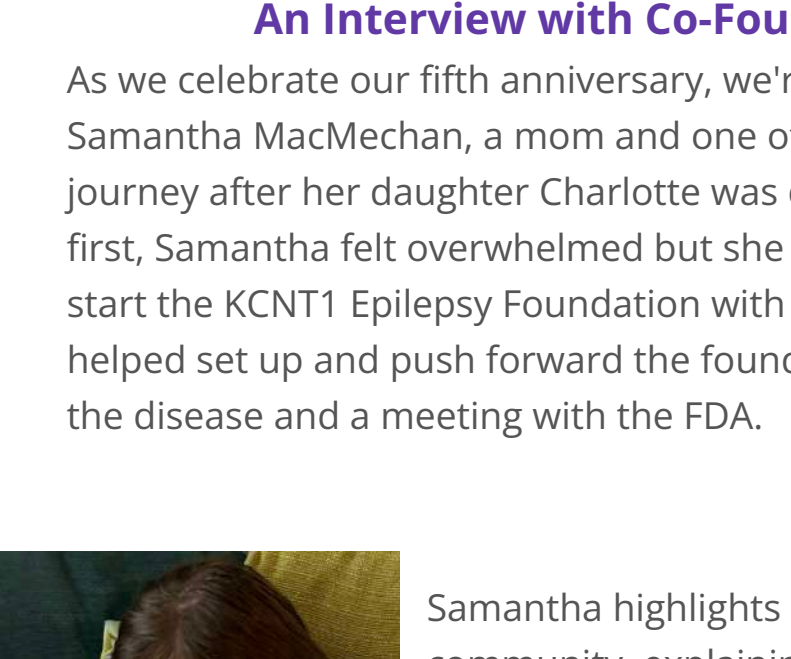 An Interview with Co-Fou
As we celebrate our fifth anniversary, we'r
Samantha MacMechan, a mom and one of
journey after her daughter Charlotte was
first, Samantha felt overwhelmed but she
start the KCNT1 Epilepsy Foundation with
helped set up and push forward the found
the disease and a meeting with the FDA.
Samantha highlights
community, explainin